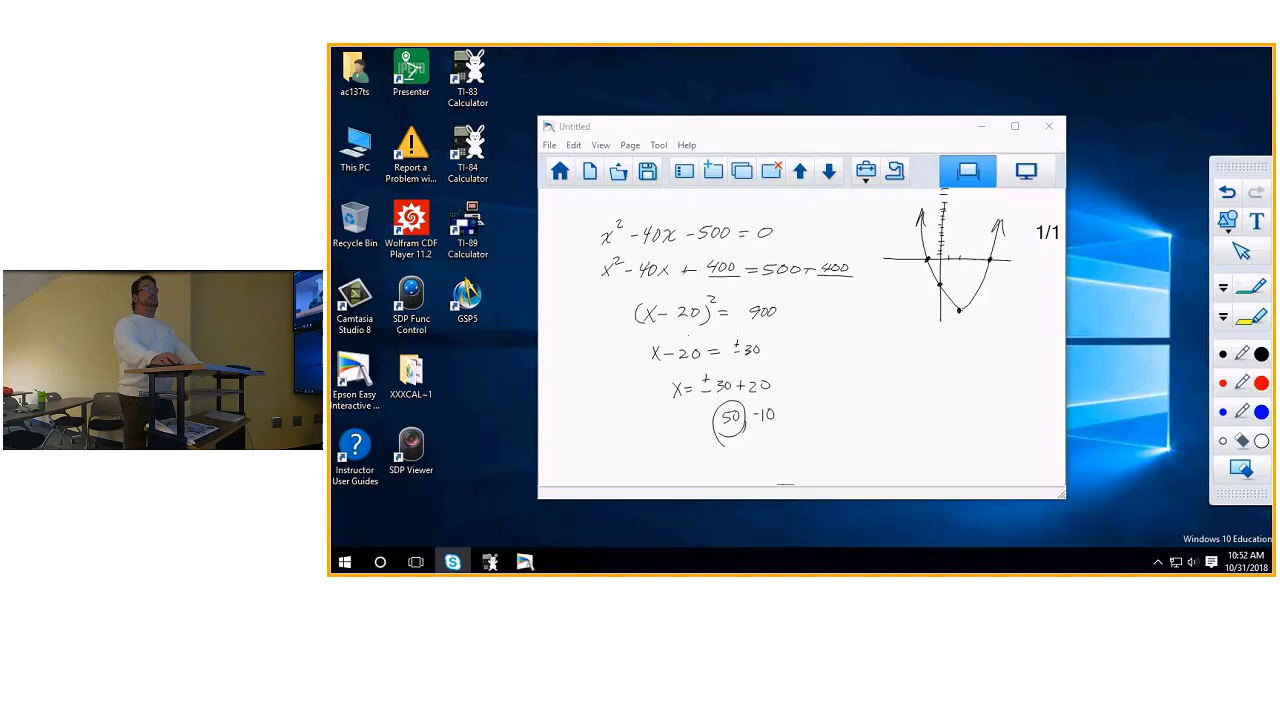 ac137ts
Presenter
TI-83 Calculator
This PC
Report a Problem wi...
TI-84 Calculator
Recycle Bin
Wolfram CDF Player 11.2
TI-89 Calculator
Camtasia Studio 8
SDP Func Control
GSP5
Epson Easy Interactive ...
XXXCAL~1
Instructor User Guides
SDP Viewer
Untitled
File Edit View Page Tool Help
x² - 40x - 500 = 0
x² - 40x + 400 = 500 + 400
(x - 20)² = 900
x - 20 = ±30
x = ±30 + 20
50, -10
1/1
T
Windows 10 Education
10:52 AM
10/31/2018